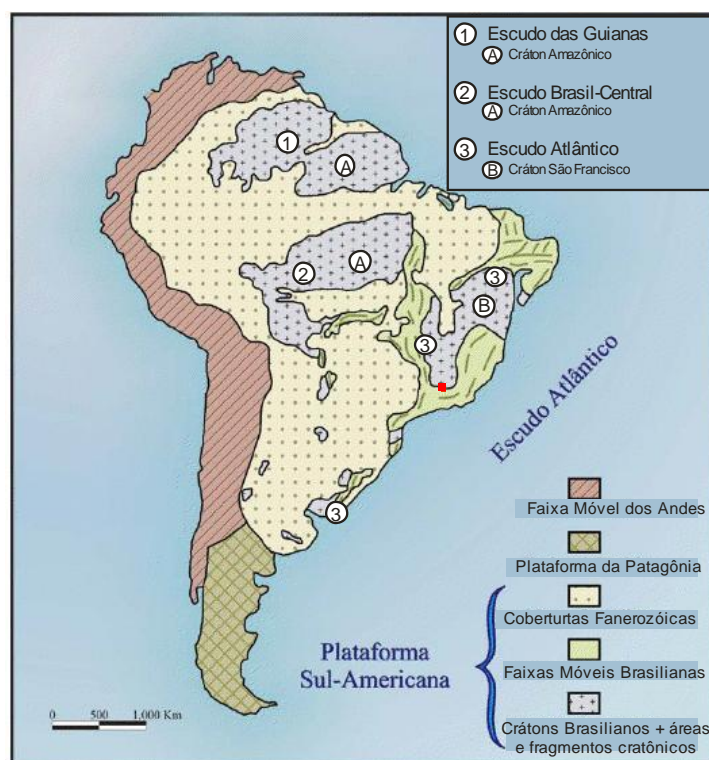 1 Escudo das Guianas
A Cráton Amazônico
2 Escudo Brasil-Central
A Cráton Amazônico
3 Escudo Atlântico
B Cráton São Francisco
1
A
2
A
3
B
3
3
Escudo Atlântico
Faixa Móvel dos Andes
Plataforma da Patagônia
Coberturtas Fanerozóicas
Plataforma
Sul-Americana
Faixas Móveis Brasilianas
Crátons Brasilianos + áreas
e fragmentos cratônicos
0 500 1,000 Km